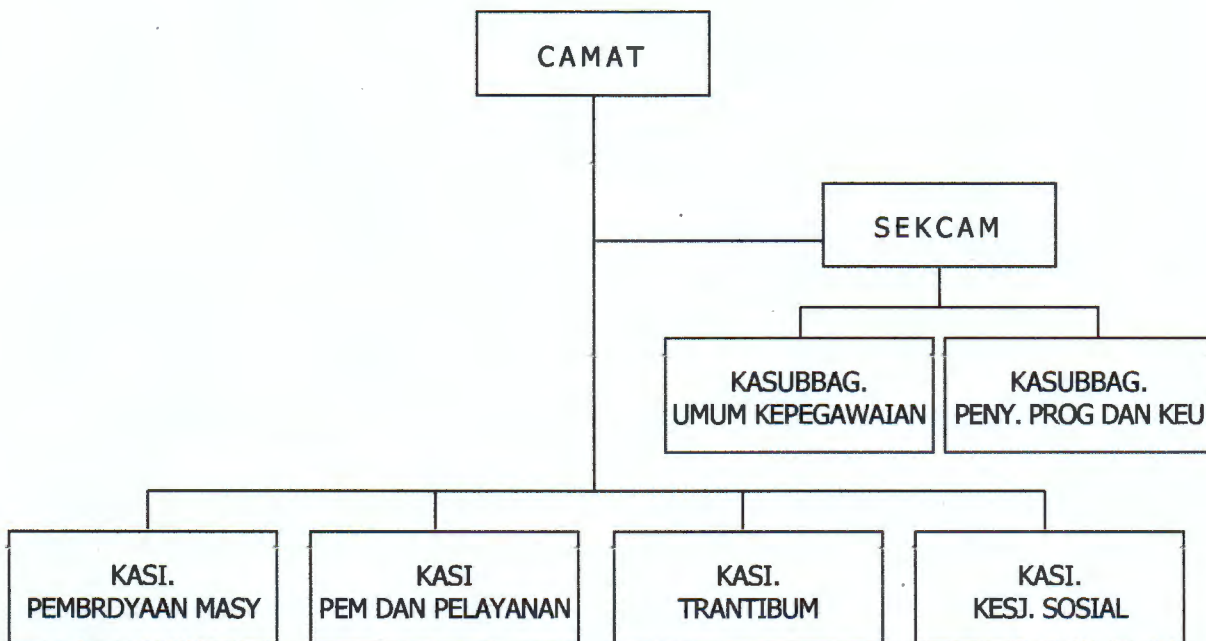 CAMAT
SEKCAM
KASUBBAG.
UMUM KEPEGAWAIAN
KASUBBAG.
PENY. PROG DAN KEU
KASI.
PEMBRDYAAN MASY
KASI
PEM DAN PELAYANAN
KASI.
TRANTIBUM
KASI.
KESJ. SOSIAL